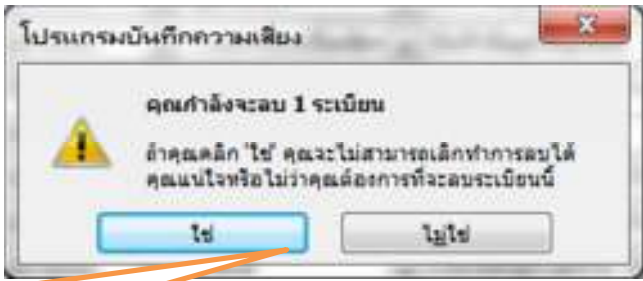 โปรแกรมบันทึกความเสี่ยง
คุณกำลังจะลบ 1 ระเบียน
ถ้าคุณคลิก 'ใช่' คุณจะไม่สามารถเลิกทำการลบได้
คุณแน่ใจหรือไม่ว่าคุณต้องการที่จะลบระเบียนนี้
ใช่ ไม่ใช่